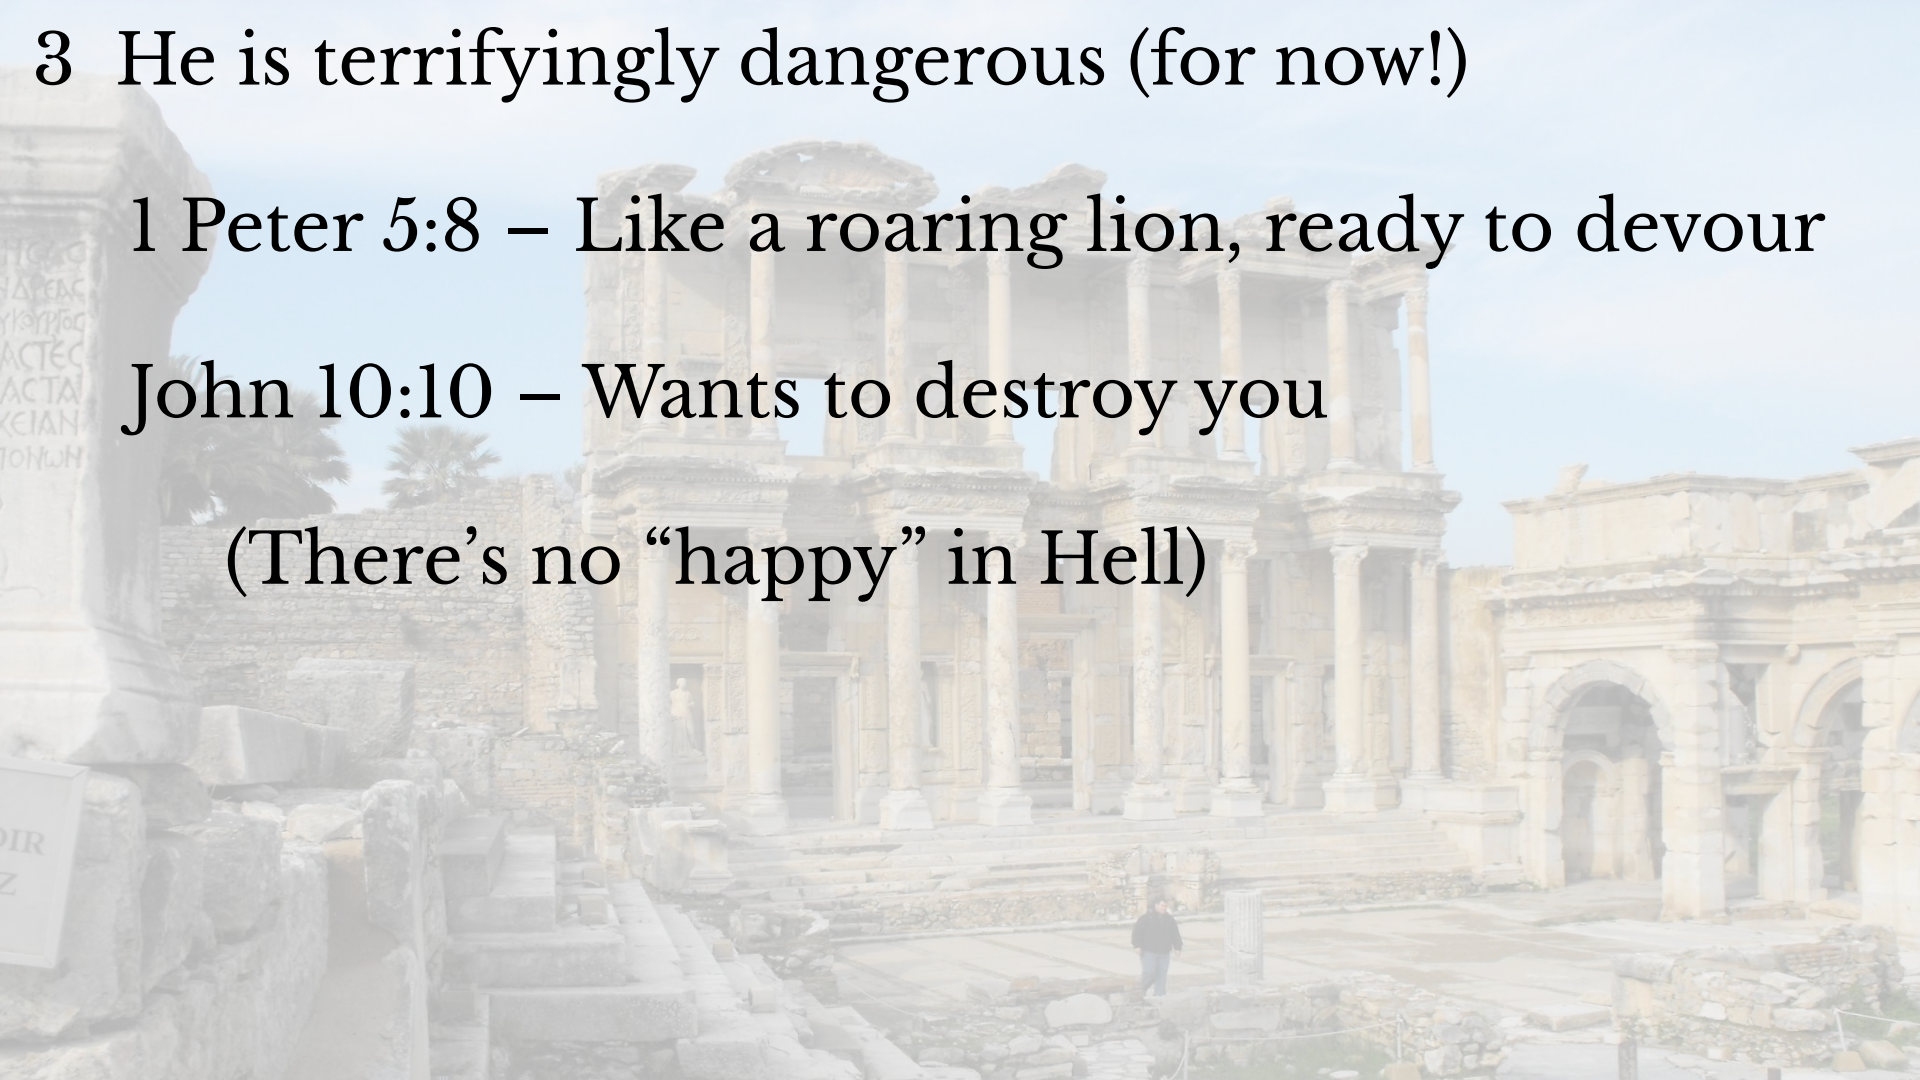 3 He is terrifyingly dangerous (for now!)
1 Peter 5:8 – Like a roaring lion, ready to devour
John 10:10 – Wants to destroy you
(There’s no “happy” in Hell)